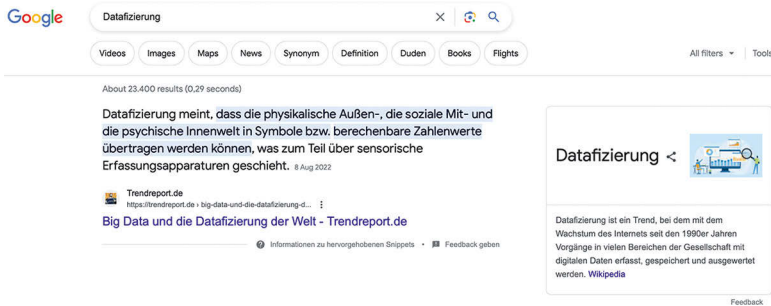 Google
Datafizierung
Videos Images Maps News Synonym Definition Duden Books Flights All filters Tools
About 23.400 results (0,29 seconds)
Datafizierung meint, dass die physikalische Außen-, die soziale Mit- und
die psychische Innenwelt in Symbole bzw. berechenbare Zahlenwerte
übertragen werden können, was zum Teil über sensorische
Erfassungsapparaturen geschieht. 8 Aug 2022
Trendreport.de
https://trendreport.de › big-data-und-die-datafizierung-d...
Big Data und die Datafizierung der Welt - Trendreport.de
Informationen zu hervorgehobenen Snippets • Feedback geben
Datafizierung
Datafizierung ist ein Trend, bei dem mit dem
Wachstum des Internets seit den 1990er Jahren
Vorgänge in vielen Bereichen der Gesellschaft mit
digitalen Daten erfasst, gespeichert und ausgewertet
werden. Wikipedia
Feedback